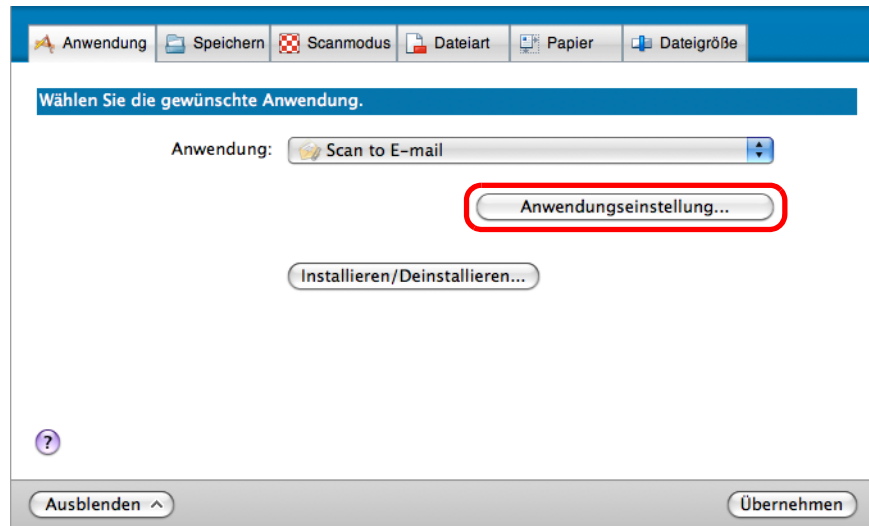 Anwendung Speichern Scanmodus Dateiart Papier Dateigröße
Wählen Sie die gewünschte Anwendung.
Anwendung: Scan to E-mail
Anwendungseinstellung...
Installieren/Deinstallieren...
?
Ausblenden Übernehmen